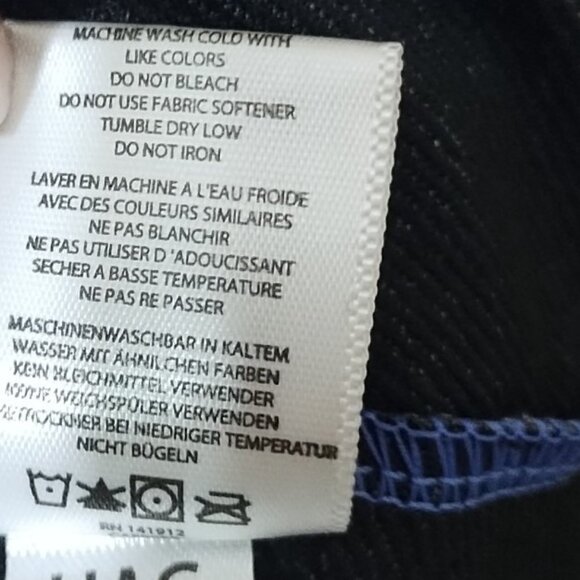 MACHINE WASH COLD WITH
LIKE COLORS
DO NOT BLEACH
DO NOT USE FABRIC SOFTENER
TUMBLE DRY LOW
DO NOT IRON
LAVER EN MACHINE A L'EAU FROIDE
AVEC DES COULEURS SIMILAIRES
NE PAS BLANCHIR
NE PAS UTILISER D 'ADOUCISSANT
SECHER A BASSE TEMPERATURE
NE PAS RE PASSER
MASCHINENWASCHBAR IN KALTEM
WASSER MIT ÄHNILCHEN FARBEN
KEIN BLEICHMITTEL VERWENDER
WEICHSPÜLER VERWENDEN
BEI NIEDRIGER TEMPERATUR
NICHT BÜGELN
RN 141912